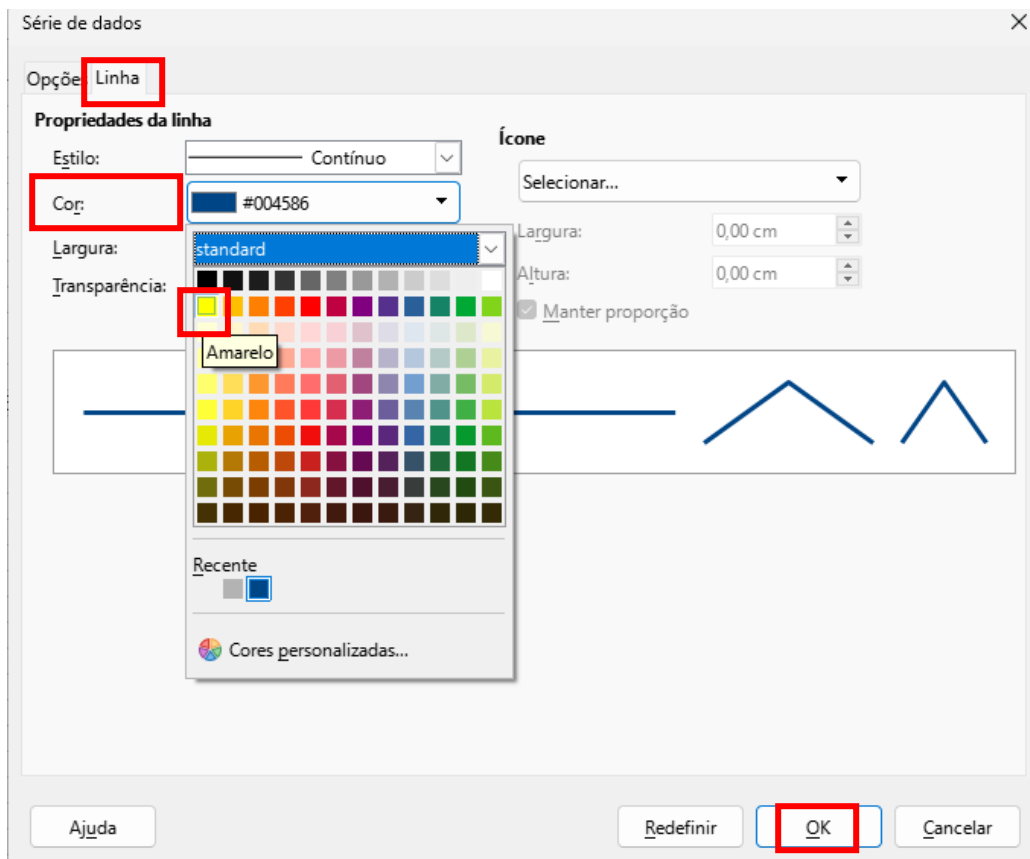 Série de dados
Opçõe Linha
Propriedades da linha
Estilo:
Contínuo
Cor:
#004586
Largura:
standard
Transparência:
Amarelo
Recente
Cores personalizadas...
Ícone
Selecionar...
Largura:
0,00 cm
Altura:
0,00 cm
Manter proporção
Ajuda
Redefinir
OK
Cancelar